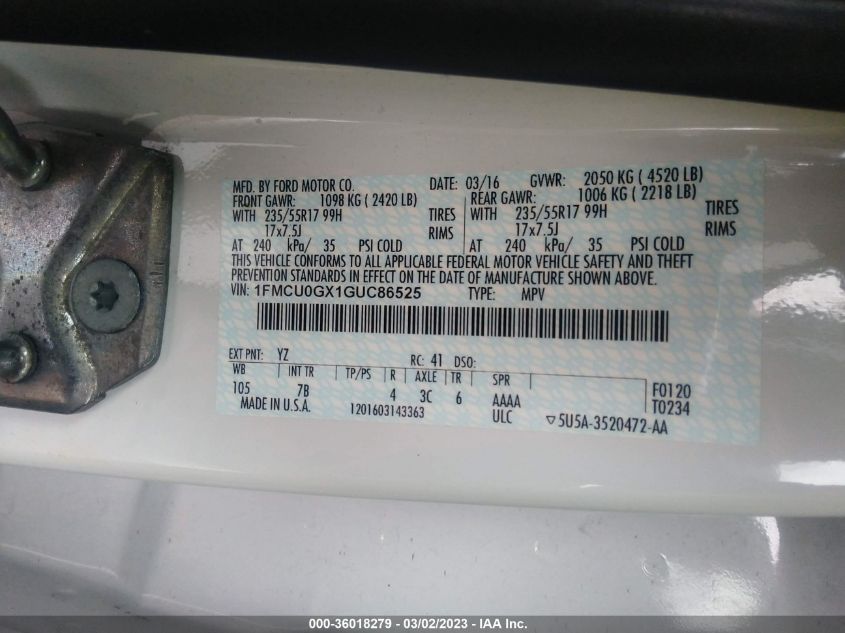 MFD. BY FORD MOTOR CO. DATE: 03/16 GVWR: 2050 KG ( 4520 LB)
FRONT GAWR: 1098 KG ( 2420 LB) REAR GAWR: 1006 KG ( 2218 LB)
WITH 235/55R17 99H TIRES WITH 235/55R17 99H TIRES
17x7.5J RIMS 17x7.5J RIMS
AT 240 kPa/ 35 PSI COLD AT 240 kPa/ 35 PSI COLD
THIS VEHICLE CONFORMS TO ALL APPLICABLE FEDERAL MOTOR VEHICLE SAFETY AND THEFT
PREVENTION STANDARDS IN EFFECT ON THE DATE OF MANUFACTURE SHOWN ABOVE.
VIN: 1FMCU0GX1GUC86525 TYPE: MPV
EXT PNT: YZ RC: 41 DSO:
WB INT TR TP/PS R AXLE TR SPR F0120
105 7B 4 3C 6 AAAA T0234
MADE IN U.S.A. 1201603143363 ULC ▽5U5A-3520472-AA
000-36018279 - 03/02/2023 - IAA Inc.